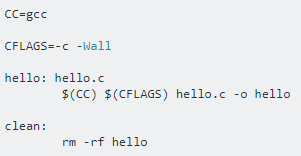 CC=gcc
CFLAGS=-c -Wall
hello: hello.c
$(CC) $(CFLAGS) hello.c -o hello
clean:
rm -rf hello